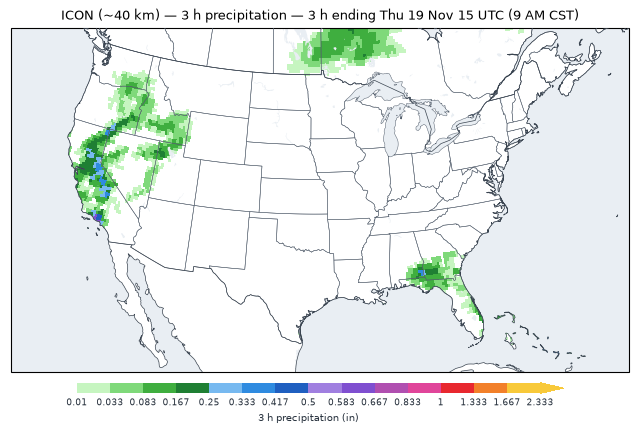 ICON (~40 km) — 3 h precipitation — 3 h ending Thu 19 Nov 15 UTC (9 AM CST)
0.01 0.033 0.083 0.167 0.25 0.333 0.417 0.5 0.583 0.667 0.833 1 1.333 1.667 2.333
3 h precipitation (in)